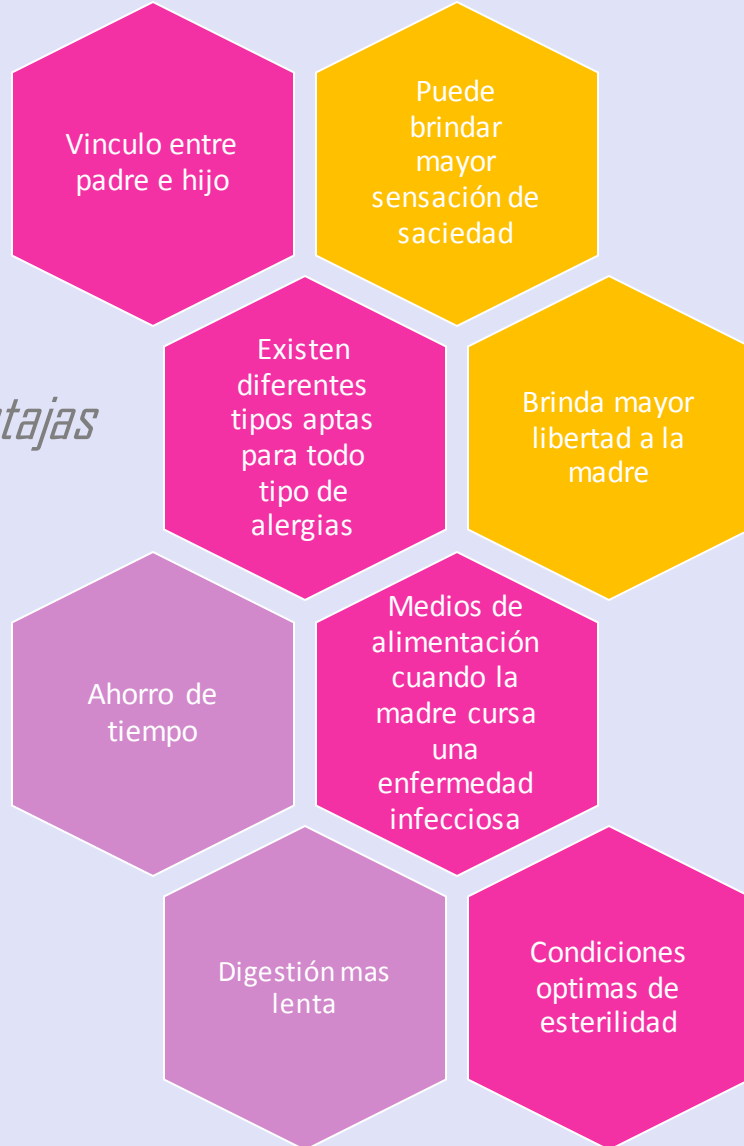 Vinculo entre
padre e hijo
Puede
brindar
mayor
sensación de
saciedad
Existen
diferentes
tipos aptas
para todo
tipo de
alergias
Brinda mayor
libertad a la
madre
tajas
Ahorro de
tiempo
Medios de
alimentación
cuando la
madre cursa
una
enfermedad
infecciosa
Digestión mas
lenta
Condiciones
optimas de
esterilidad